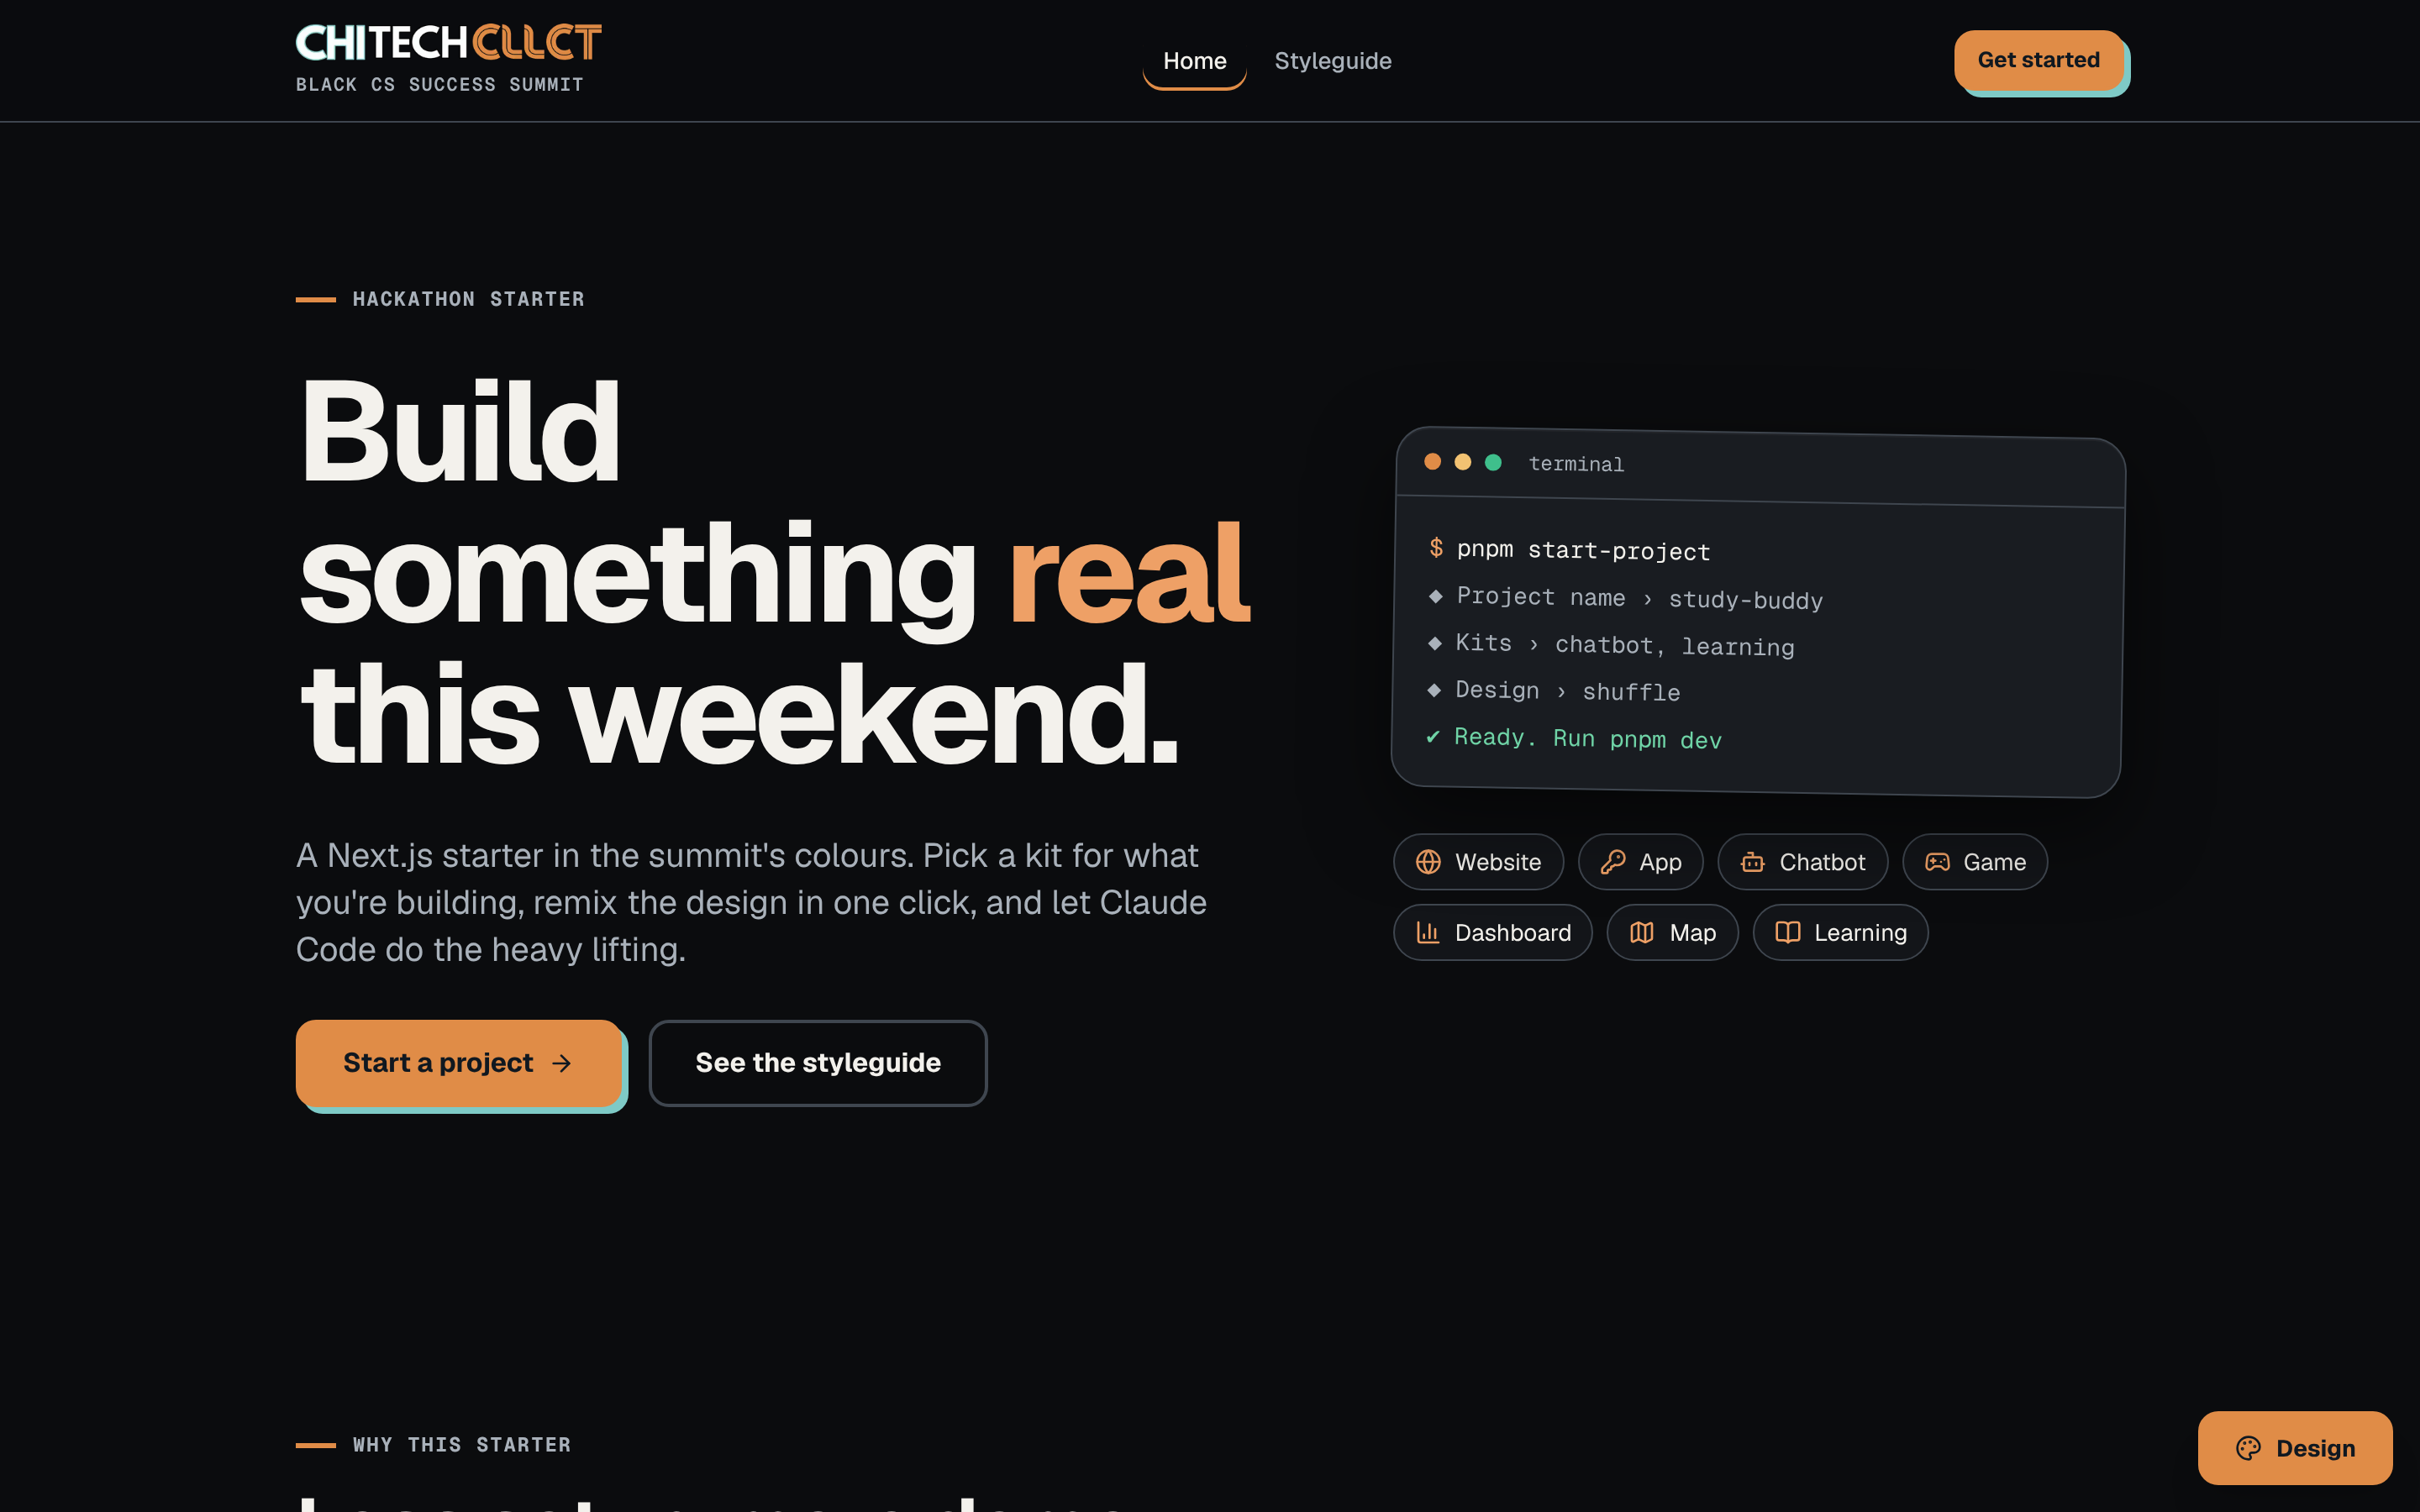 CHITECHCLLCT
BLACK CS SUCCESS SUMMIT
Home
Styleguide
Get started
HACKATHON STARTER
Build
something real
this weekend.
A Next.js starter in the summit's colours. Pick a kit for what
you're building, remix the design in one click, and let Claude
Code do the heavy lifting.
Start a project →
See the styleguide
terminal
$ pnpm start-project
◆ Project name › study-buddy
◆ Kits › chatbot, learning
◆ Design › shuffle
✔ Ready. Run pnpm dev
Website
App
Chatbot
Game
Dashboard
Map
Learning
WHY THIS STARTER
Design